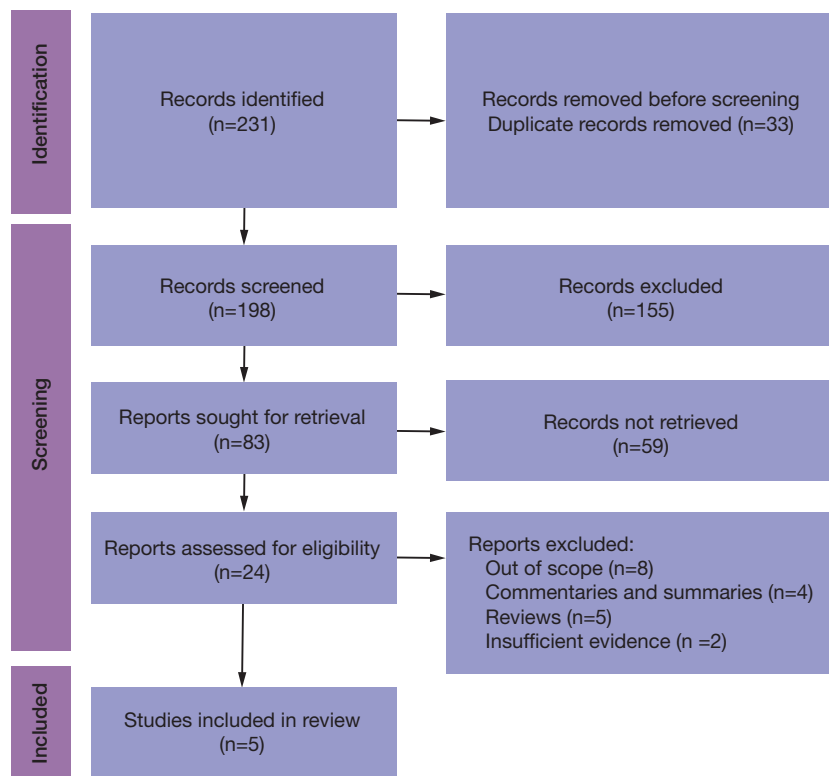 Identification
Records identified
(n=231)
Records removed before screening
Duplicate records removed (n=33)
Screening
Records screened
(n=198)
Records excluded
(n=155)
Reports sought for retrieval
(n=83)
Records not retrieved
(n=59)
Reports assessed for eligibility
(n=24)
Reports excluded:
Out of scope (n=8)
Commentaries and summaries (n=4)
Reviews (n=5)
Insufficient evidence (n =2)
Included
Studies included in review
(n=5)